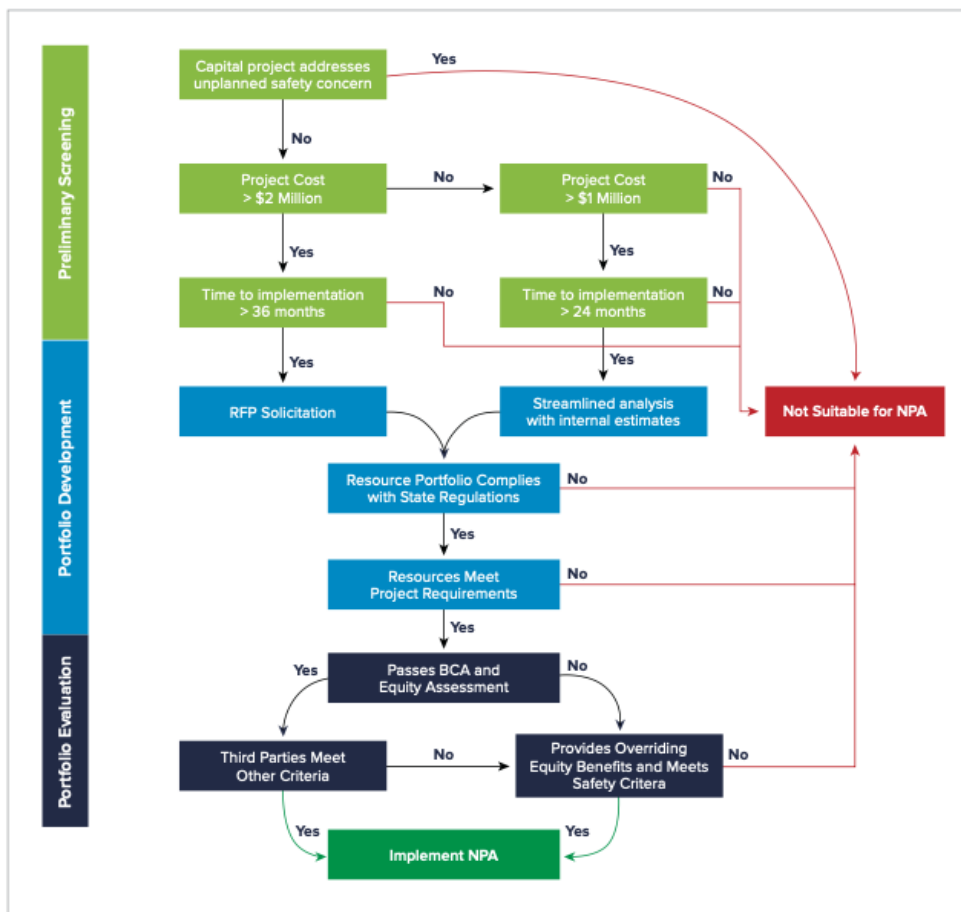 Preliminary Screening
Capital project addresses
unplanned safety concern
Yes
No
Project Cost
> $2 Million
No
Project Cost
> $1 Million
No
Yes
Yes
Time to implementation
> 36 months
No
Time to implementation
> 24 months
No
Yes
Yes
Portfolio Development
RFP Solicitation
Streamlined analysis
with internal estimates
Not Suitable for NPA
Resource Portfolio Complies
with State Regulations
No
Yes
Resources Meet
Project Requirements
No
Yes
Portfolio Evaluation
Yes
Passes BCA and
Equity Assessment
No
Third Parties Meet
Other Criteria
No
Provides Overriding
Equity Benefits and Meets
Safety Critera
No
Yes
Yes
Implement NPA